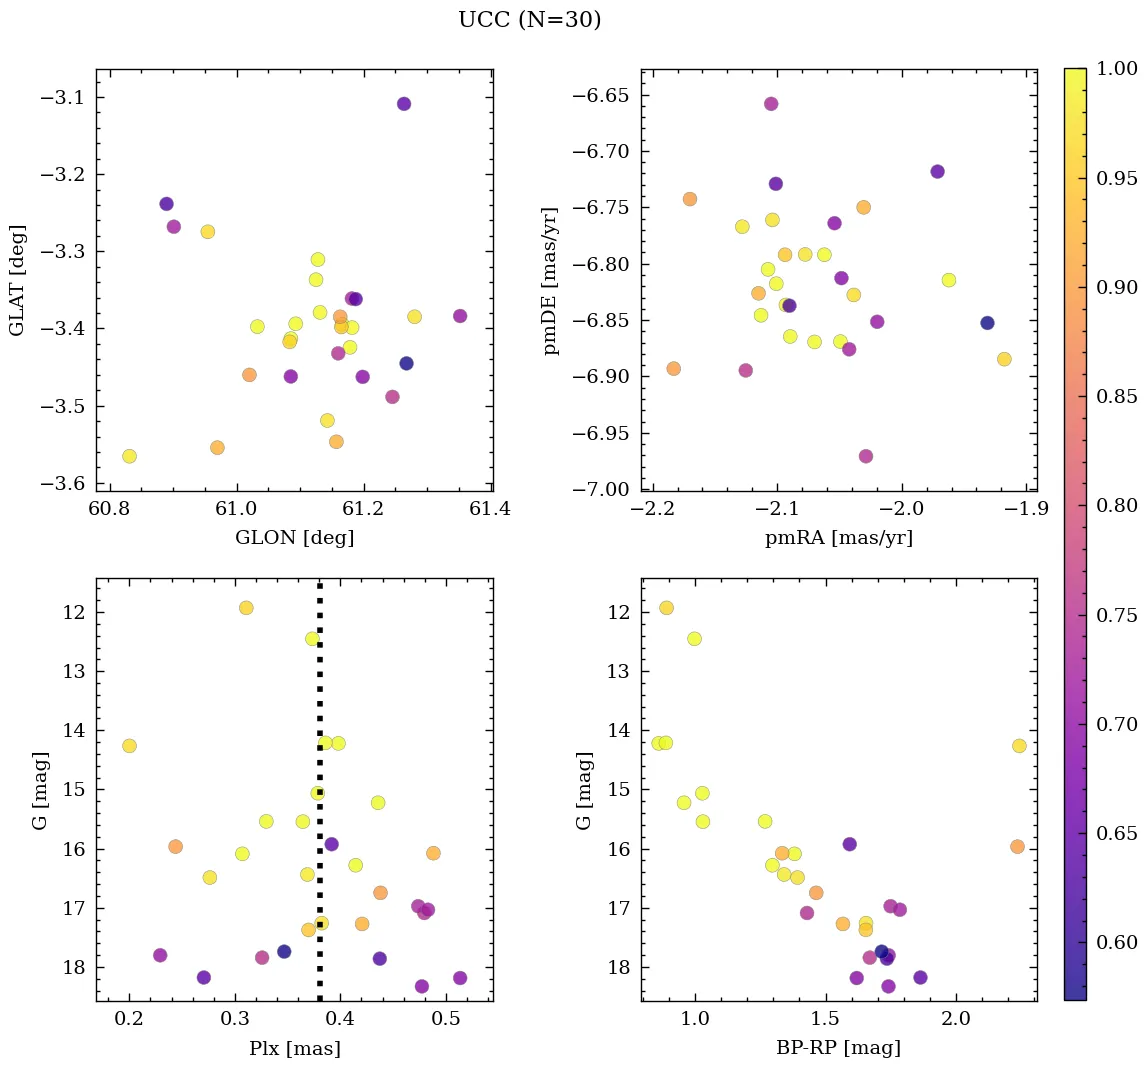 UCC (N=30)
−3.1
−3.2
−3.3
−3.4
−3.5
−3.6
GLAT [deg]
60.8 61.0 61.2 61.4
GLON [deg]
−6.65
−6.70
−6.75
−6.80
−6.85
−6.90
−6.95
−7.00
pmDE [mas/yr]
−2.2 −2.1 −2.0 −1.9
pmRA [mas/yr]
12
13
14
15
16
17
18
G [mag]
0.2 0.3 0.4 0.5
Plx [mas]
12
13
14
15
16
17
18
G [mag]
1.0 1.5 2.0
BP-RP [mag]
1.00
0.95
0.90
0.85
0.80
0.75
0.70
0.65
0.60